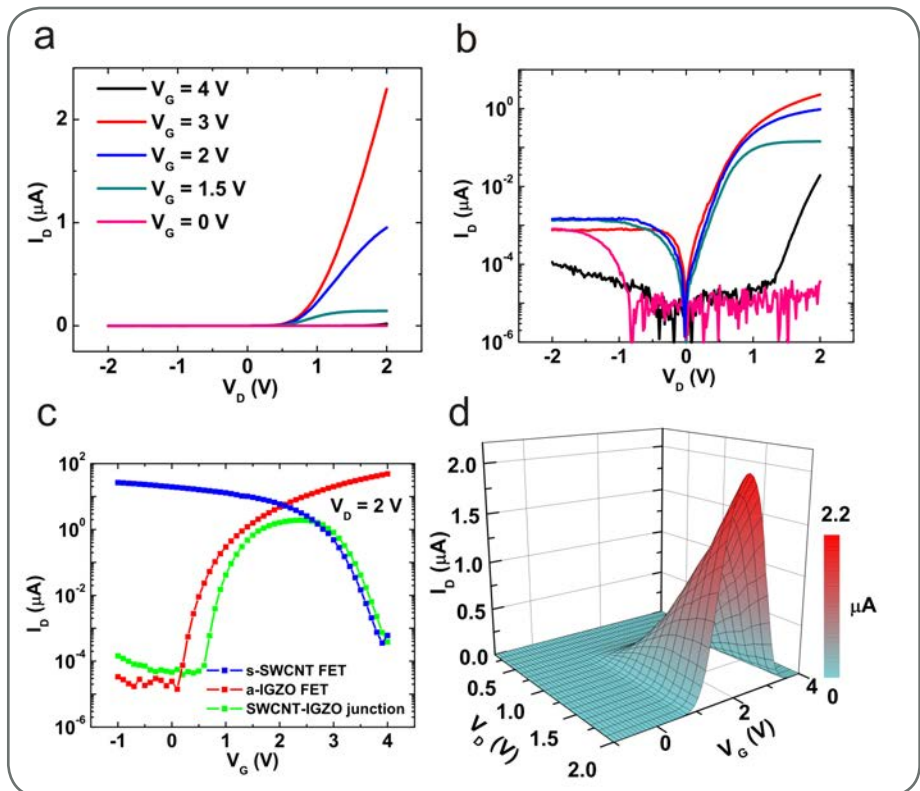 a
V_G = 4 V
V_G = 3 V
V_G = 2 V
V_G = 1.5 V
V_G = 0 V
I_D (μA)
2
1
0
-2 -1 0 1 2
V_D (V)
b
I_D (μA)
10^0
10^-2
10^-4
10^-6
-2 -1 0 1 2
V_D (V)
c
I_D (μA)
10^2
10^0
10^-2
10^-4
10^-6
V_D = 2 V
s-SWCNT FET
a-IGZO FET
SWCNT-IGZO junction
-1 0 1 2 3 4
V_G (V)
d
I_D (μA)
2.0
1.5
1.0
0.5
0.0
0.5
1.0
1.5
2.0
V_D (V)
0 2 4
V_G (V)
2.2
μA
0